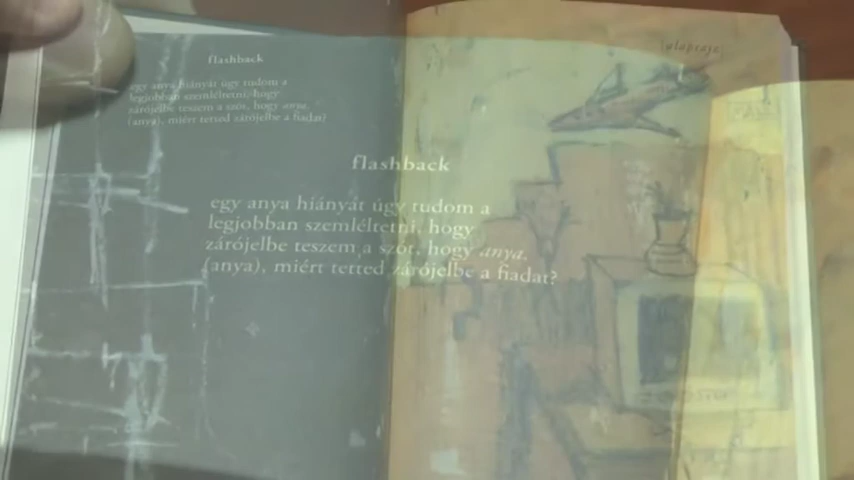 flashback
egy anya hiányát úgy tudom a
legjobban szemléltetni, hogy
zárójelbe teszem a szót, hogy anya.
(anya), miért tetted zárójelbe a fiadat?
alaprajz
flashback
egy anya hiányát úgy tudom a
legjobban szemléltetni, hogy
zárójelbe teszem a szót, hogy anya.
(anya), miért tetted zárójelbe a fiadat?